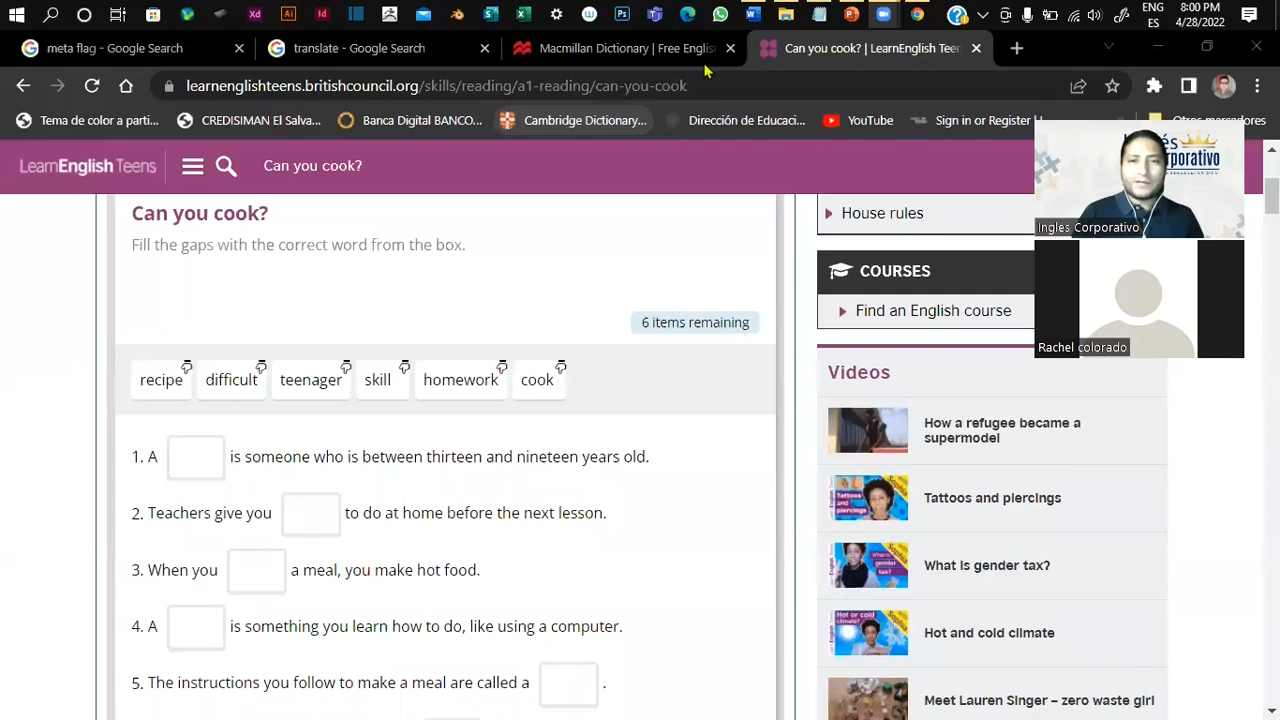 ENG
ES
8:00 PM
4/28/2022
meta flag - Google Search
translate - Google Search
Macmillan Dictionary | Free Englis
Can you cook? | LearnEnglish Teen
learnenglishteens.britishcouncil.org/skills/reading/a1-reading/can-you-cook
Tema de color a parti...
CREDISIMAN El Salva...
Banca Digital BANCO...
Cambridge Dictionary...
Dirección de Educaci...
YouTube
Sign in or Register | U...
Otros marcadores
LearnEnglish Teens
Can you cook?
Can you cook?
Fill the gaps with the correct word from the box.
6 items remaining
recipe
difficult
teenager
skill
homework
cook
1. A is someone who is between thirteen and nineteen years old.
2. Teachers give you to do at home before the next lesson.
3. When you a meal, you make hot food.
4. A is something you learn how to do, like using a computer.
5. The instructions you follow to make a meal are called a .
House rules
COURSES
Find an English course
Videos
How a refugee became a
supermodel
Tattoos and piercings
What is gender tax?
Hot and cold climate
Meet Lauren Singer – zero waste girl
Ingles Corporativo
Rachel colorado